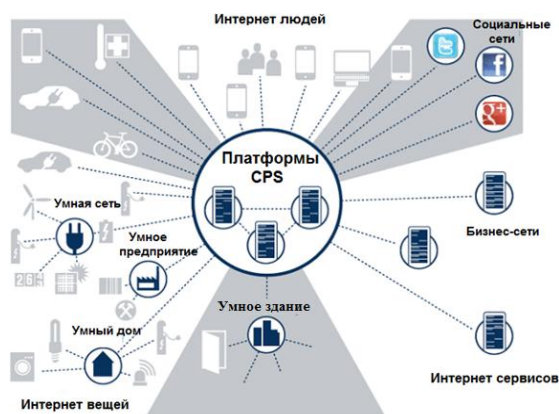 Интернет людей
Социальные
сети
Платформы
CPS
Умная сеть
Умное
предприятие
Бизнес-сети
Умное здание
Умный дом
Интернет сервисов
Интернет вещей